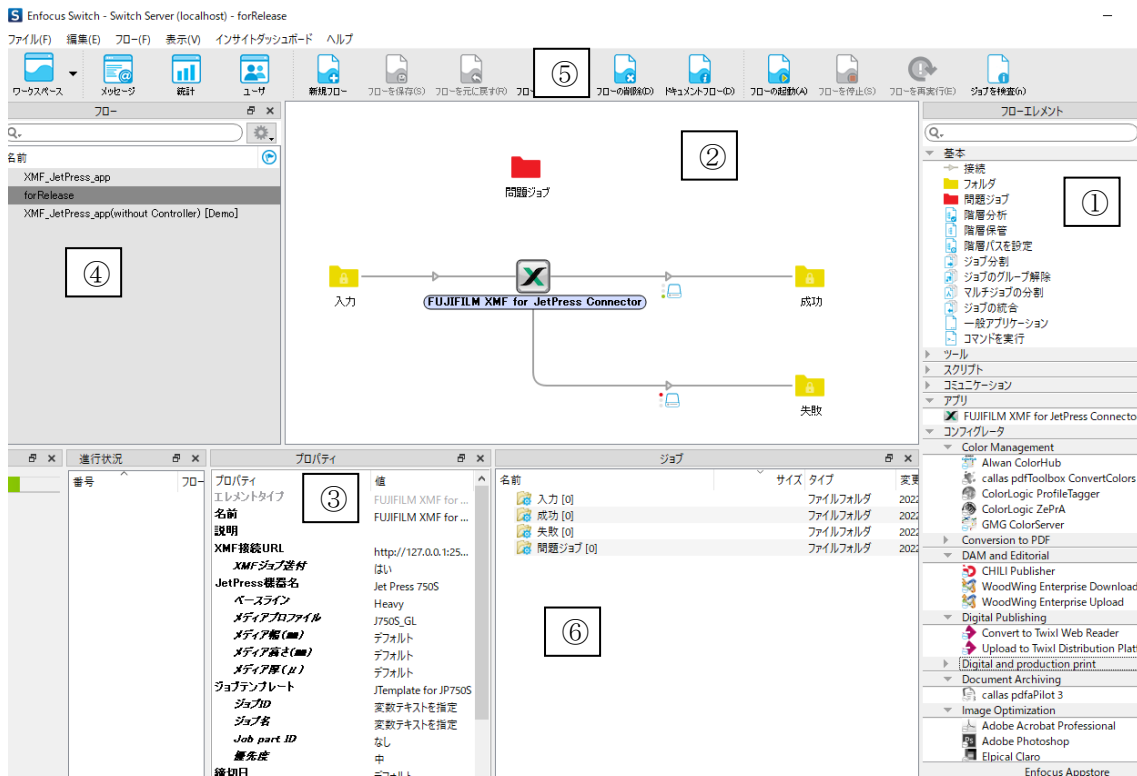 Enfocus Switch - Switch Server (localhost) - forRelease
ファイル(F) 編集(E) フロー(F) 表示(V) インサイトダッシュボード ヘルプ
ワークスペース メッセージ 統計 ユーザ 新規フロー フローを保存(S) フローを元に戻す(R) フロー ⑤ フローの削除(D) ドキュメントフロー(D) フローの起動(A) フローを停止(S) フローを再実行(E) ジョブを検査(n)
フロー
名前
XMF_JetPress_app
forRelease
XMF_JetPress_app(without Controller) [Demo]
④
②
問題ジョブ
入力
FUJIFILM XMF for JetPress Connector
成功
失敗
フローエレメント
①
基本
接続
フォルダ
問題ジョブ
階層分析
階層保管
階層パスを設定
ジョブ分割
ジョブのグループ解除
マルチジョブの分割
ジョブの統合
一般アプリケーション
コマンドを実行
ツール
スクリプト
コミュニケーション
アプリ
FUJIFILM XMF for JetPress Connecto
コンフィグレータ
Color Management
Alwan ColorHub
callas pdfToolbox ConvertColors
ColorLogic ProfileTagger
ColorLogic ZePrA
GMG ColorServer
Conversion to PDF
DAM and Editorial
CHILI Publisher
WoodWing Enterprise Download
WoodWing Enterprise Upload
Digital Publishing
Convert to Twixl Web Reader
Upload to Twixl Distribution Plat
Digital and production print
Document Archiving
callas pdfaPilot 3
Image Optimization
Adobe Acrobat Professional
Adobe Photoshop
Elpical Claro
Enfocus Appstore
進行状況
番号 フロー
プロパティ
プロパティ 値
③
エレメントタイプ FUJIFILM XMF for ...
名前 FUJIFILM XMF for ...
説明
XMF接続URL http://127.0.0.1:25...
XMFジョブ送付 はい
JetPress機器名 Jet Press 750S
ベースライン Heavy
メディアプロファイル J750S_GL
メディア幅(mm) デフォルト
メディア高さ(mm) デフォルト
メディア厚(μ) デフォルト
ジョブテンプレート JTemplate for JP750S
ジョブID 変数テキストを指定
ジョブ名 変数テキストを指定
Job part ID なし
優先度 中
締切日 デフォルト
ジョブ
名前 サイズ タイプ 変更
入力 [0] ファイルフォルダ 2022
成功 [0] ファイルフォルダ 2022
失敗 [0] ファイルフォルダ 2022
問題ジョブ [0] ファイルフォルダ 2022
⑥